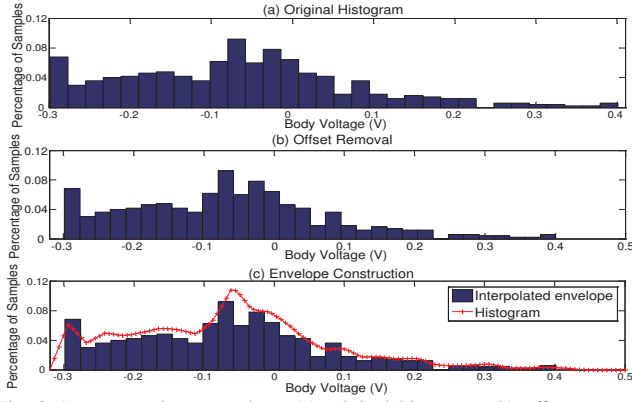 (a) Original Histogram
Percentage of Samples
0.12
0.08
0.04
0
-0.3 -0.2 -0.1 0 0.1 0.2 0.3 0.4
Body Voltage (V)
(b) Offset Removal
Percentage of Samples
0.12
0.08
0.04
0
-0.3 -0.2 -0.1 0 0.1 0.2 0.3 0.4 0.5
Body Voltage (V)
(c) Envelope Construction
Percentage of Samples
0.12
0.08
0.04
0
Interpolated envelope
Histogram
-0.3 -0.2 -0.1 0 0.1 0.2 0.3 0.4 0.5
Body Voltage (V)